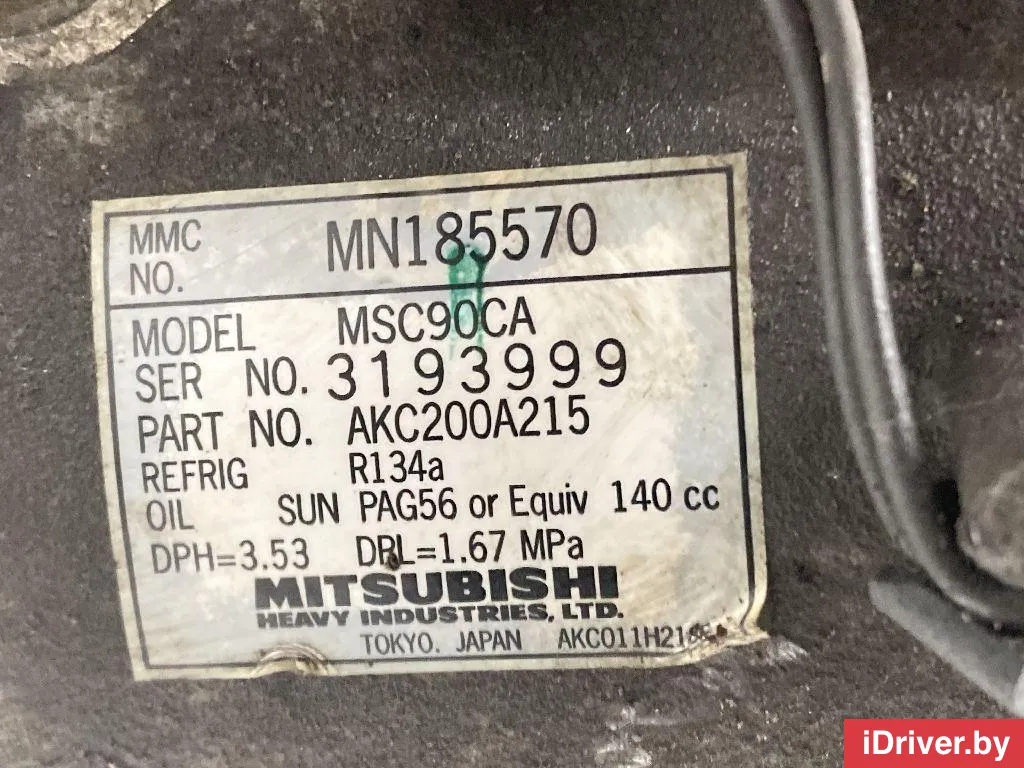 MMC NO. MN185570
MODEL MSC90CA
SER NO. 3193999
PART NO. AKC200A215
REFRIG R134a
OIL SUN PAG56 or Equiv 140 cc
DPH=3.53 DBL=1.67 MPa
MITSUBISHI
HEAVY INDUSTRIES, LTD.
TOKYO. JAPAN
iDriver.by